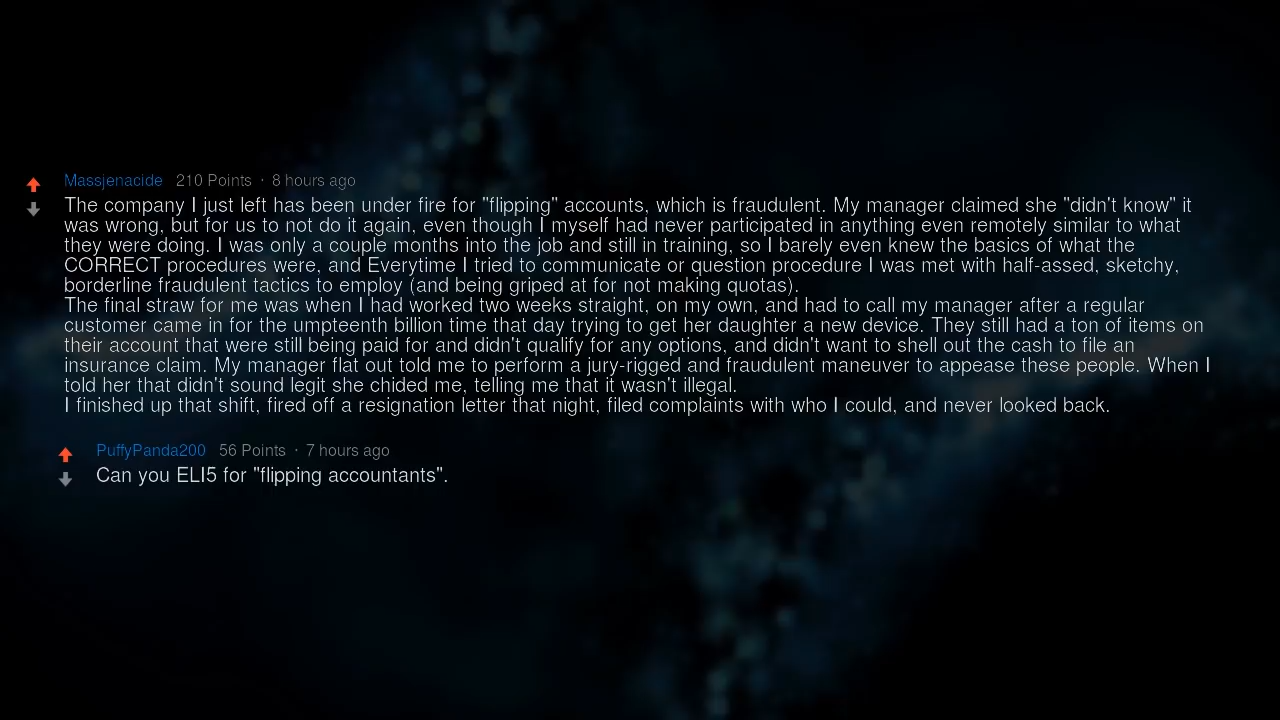 Massjenacide 210 Points · 8 hours ago
The company I just left has been under fire for "flipping" accounts, which is fraudulent. My manager claimed she "didn't know" it
was wrong, but for us to not do it again, even though I myself had never participated in anything even remotely similar to what
they were doing. I was only a couple months into the job and still in training, so I barely even knew the basics of what the
CORRECT procedures were, and Everytime I tried to communicate or question procedure I was met with half-assed, sketchy,
borderline fraudulent tactics to employ (and being griped at for not making quotas).
The final straw for me was when I had worked two weeks straight, on my own, and had to call my manager after a regular
customer came in for the umpteenth billion time that day trying to get her daughter a new device. They still had a ton of items on
their account that were still being paid for and didn't qualify for any options, and didn't want to shell out the cash to file an
insurance claim. My manager flat out told me to perform a jury-rigged and fraudulent maneuver to appease these people. When I
told her that didn't sound legit she chided me, telling me that it wasn't illegal.
I finished up that shift, fired off a resignation letter that night, filed complaints with who I could, and never looked back.
PuffyPanda200 56 Points · 7 hours ago
Can you ELI5 for "flipping accountants".